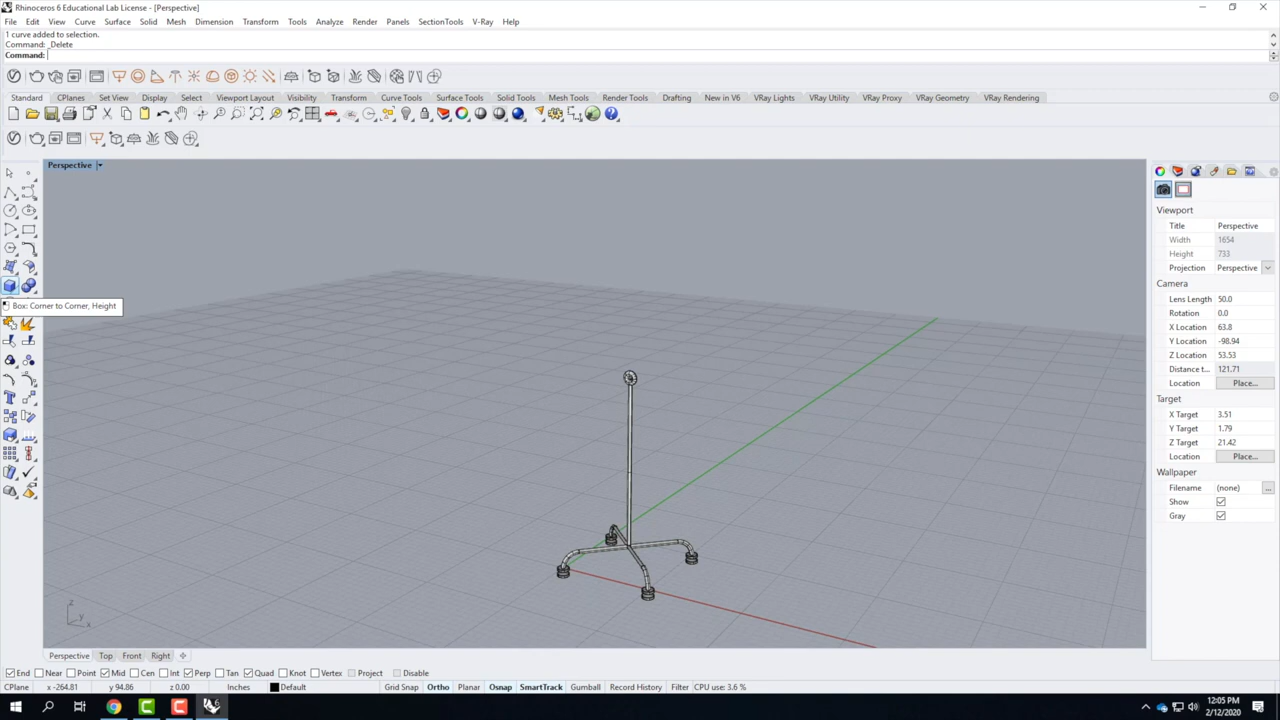 Rhinoceros 6 Educational Lab License - [Perspective]
File Edit View Curve Surface Solid Mesh Dimension Transform Tools Analyze Render Panels SectionTools V-Ray Help
1 curve added to selection.
Command: _Delete
Command:
Standard CPlanes Set View Display Select Viewport Layout Visibility Transform Curve Tools Surface Tools Solid Tools Mesh Tools Render Tools Drafting New in V6 VRay Lights VRay Utility VRay Proxy VRay Geometry VRay Rendering
Perspective
Box: Corner to Corner, Height
z
y
x
Viewport
Title Perspective
Width 1654
Height 733
Projection Perspective
Camera
Lens Length 50.0
Rotation 0.0
X Location 63.8
Y Location -98.94
Z Location 53.53
Distance t... 121.71
Location Place...
Target
X Target 3.51
Y Target 1.79
Z Target 21.42
Location Place...
Wallpaper
Filename (none) ...
Show
Gray
Perspective Top Front Right
End Near Point Mid Cen Int Perp Tan Quad Knot Vertex Project Disable
CPlane x -264.81 y 94.86 z 0.00 Inches Default Grid Snap Ortho Planar Osnap SmartTrack Gumball Record History Filter CPU use: 3.6 %
12:05 PM
2/12/2020